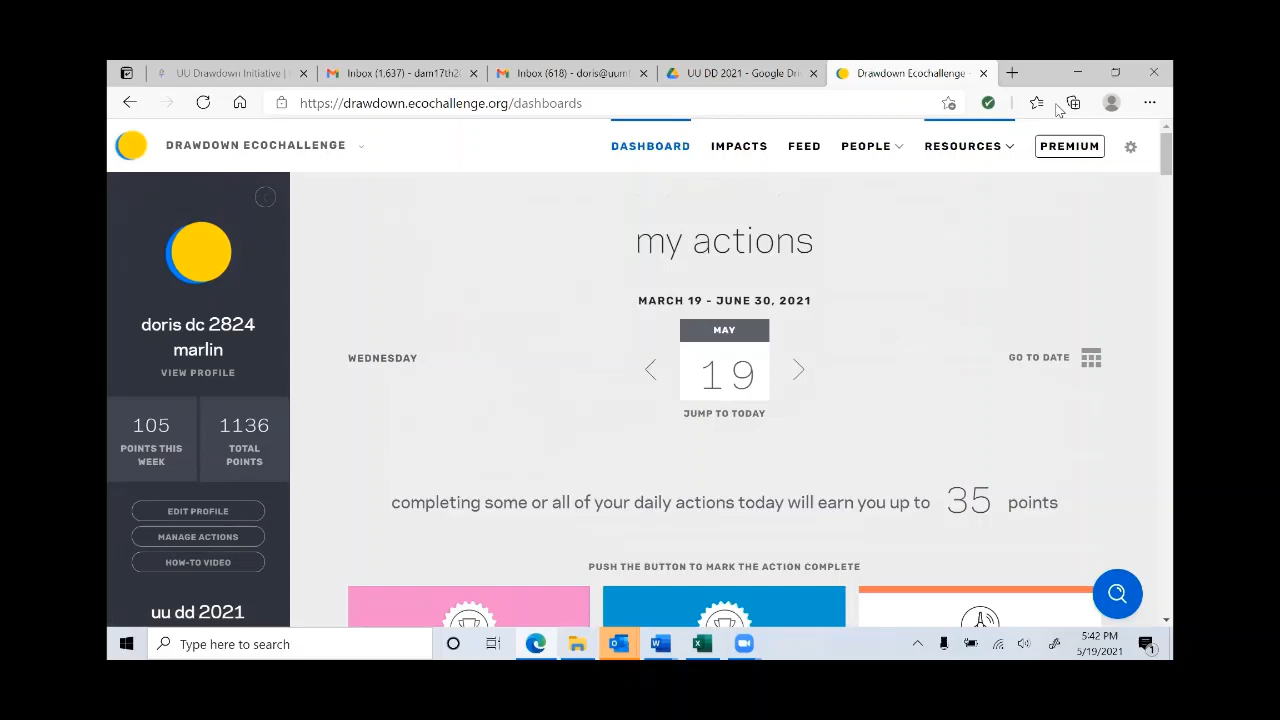 UU Drawdown Initiative |
Inbox (1,637) - dam17th2
Inbox (618) - doris@uum
UU DD 2021 - Google Dri
Drawdown Ecochallenge -
https://drawdown.ecochallenge.org/dashboards
DRAWDOWN ECOCHALLENGE
DASHBOARD
IMPACTS
FEED
PEOPLE
RESOURCES
PREMIUM
my actions
MARCH 19 - JUNE 30, 2021
MAY
WEDNESDAY
19
GO TO DATE
JUMP TO TODAY
doris dc 2824
marlin
VIEW PROFILE
105
POINTS THIS
WEEK
1136
TOTAL
POINTS
EDIT PROFILE
MANAGE ACTIONS
HOW-TO VIDEO
uu dd 2021
completing some or all of your daily actions today will earn you up to 35 points
PUSH THE BUTTON TO MARK THE ACTION COMPLETE
Type here to search
5:42 PM
5/19/2021
1